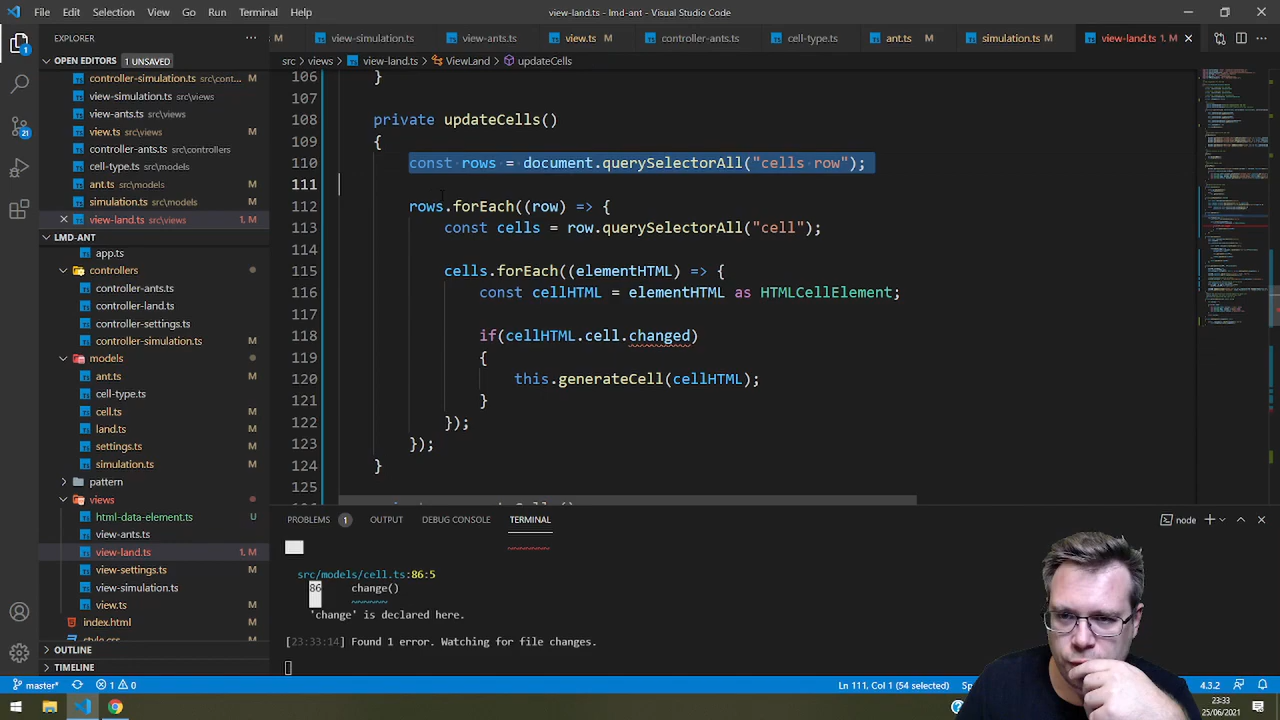 File Edit Selection View Go Run Terminal Help
view-land.ts - lmd-ant - Visual Studio Code
EXPLORER
view-simulation.ts view-ants.ts view.ts M controller-ants.ts cell-type.ts ant.ts M simulation.ts M view-land.ts 1, M
src > views > view-land.ts > ViewLand > updateCells
OPEN EDITORS 1 UNSAVED
controller-simulation.ts src\cont... M
view-simulation.ts src\views
view-ants.ts src\views
view.ts src\views M
controller-ants.ts src\controllers
cell-type.ts src\models
ant.ts src\models M
simulation.ts src\models M
view-land.ts src\views 1, M
LMD-ANT
app.ts
controllers
controller-ants.ts
controller-land.ts
controller-settings.ts
controller-simulation.ts M
models
ant.ts M
cell-type.ts
cell.ts M
land.ts M
settings.ts M
simulation.ts M
pattern
views
html-data-element.ts U
view-ants.ts
view-land.ts 1, M
view-settings.ts M
view-simulation.ts
view.ts M
index.html M
style.css
OUTLINE
TIMELINE
106 }
107
108 private updateCells()
109 {
110 const rows = document.querySelectorAll("cells row");
111
112 rows.forEach((row) => {
113 const cells = row.querySelectorAll(
114
115 cells.forEach((elementHTML) => {
116 const cellHTML = elementHTML as
117
118 if(cellHTML.cell.changed)
119 {
120 this.generateCell(cellHTML);
121 }
122 });
123 });
124 }
125
PROBLEMS 1 OUTPUT DEBUG CONSOLE TERMINAL
node
src/models/cell.ts:86:5
86 change()
'change' is declared here.
[23:33:14] Found 1 error. Watching for file changes.
master* 1 0
Ln 111, Col 1 (54 selected)
4.3.2
23:33
25/06/2021